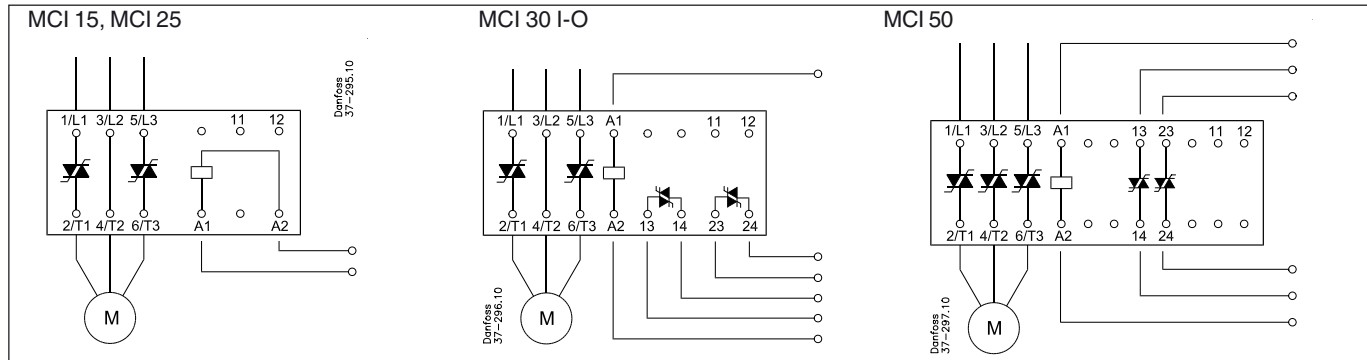 MCI 15, MCI 25
Danfoss
37-295.10
1/L1 3/L2 5/L3 11 12
2/T1 4/T2 6/T3 A1 A2
M
MCI 30 I-O
1/L1 3/L2 5/L3 A1 11 12
2/T1 4/T2 6/T3 A2 13 14 23 24
Danfoss
37-296.10
M
MCI 50
1/L1 3/L2 5/L3 A1 13 23 11 12
2/T1 4/T2 6/T3 A2 14 24
Danfoss
37-297.10
M